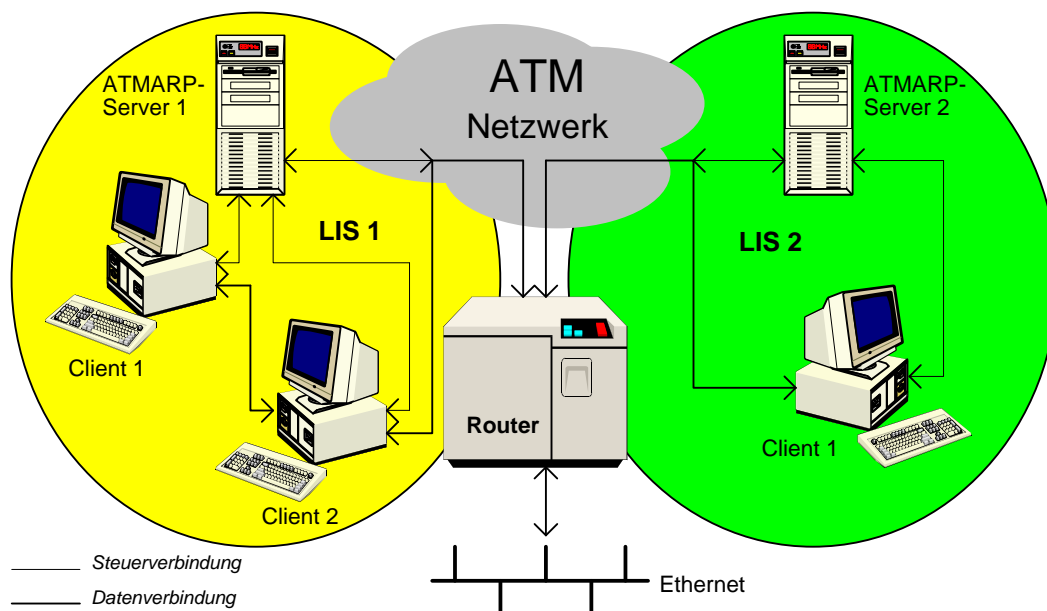 ATMARP-
Server 1
ATM
Netzwerk
ATMARP-
Server 2
LIS 1
LIS 2
Client 1
Client 2
Router
Client 1
Ethernet
Steuerverbindung
Datenverbindung